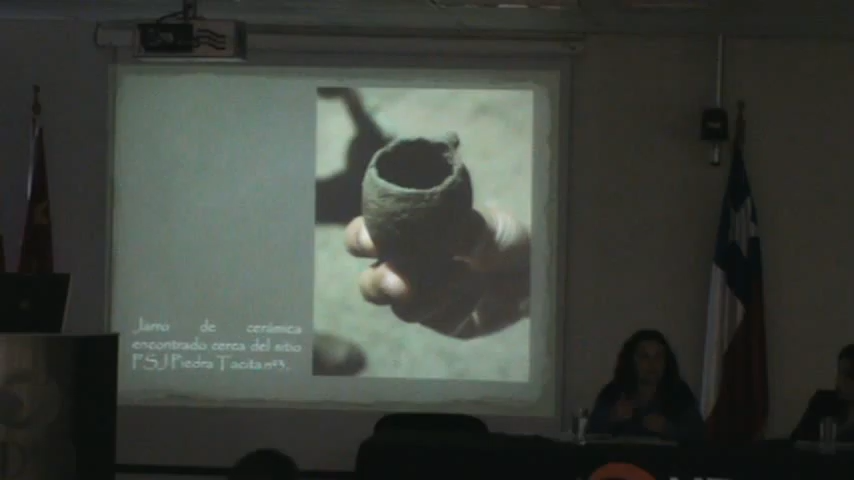 Jarro de cerámica
encontrado cerca del sitio
PSJ Piedra Tacita nº3.